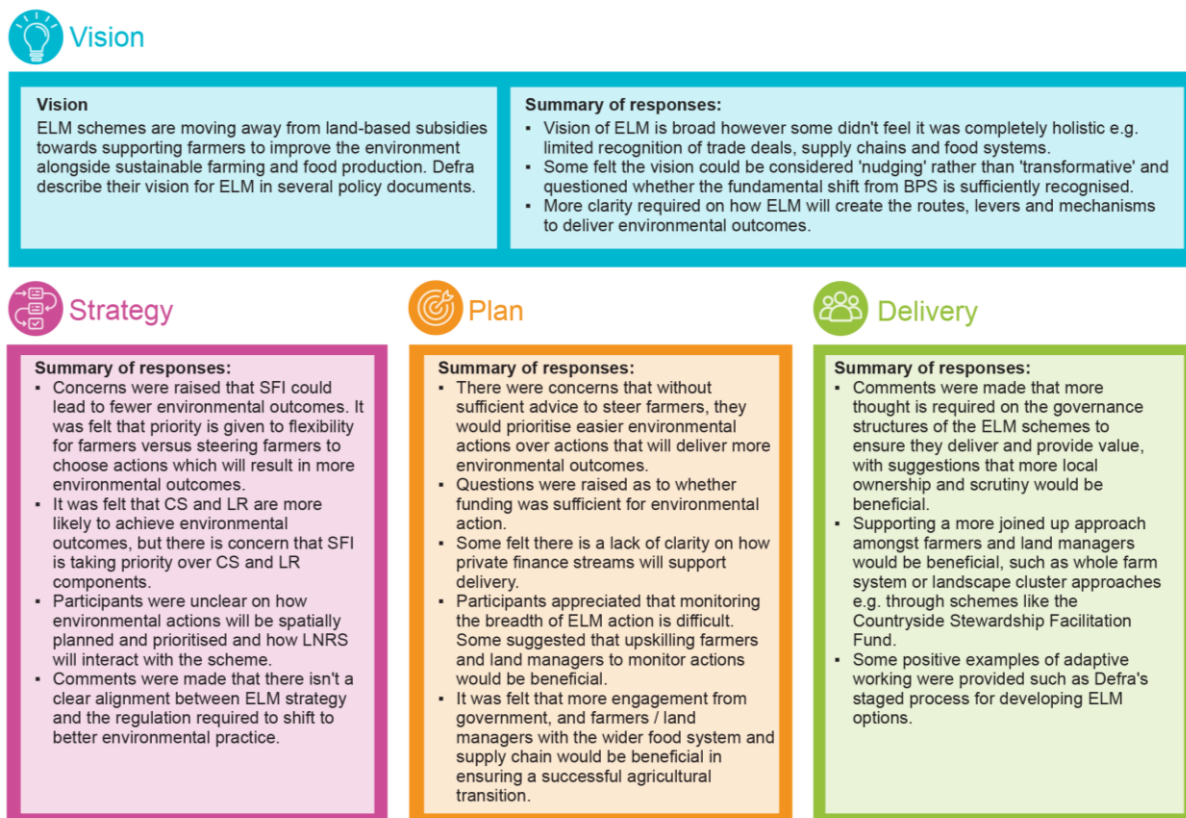 Vision
Vision
ELM schemes are moving away from land-based subsidies
towards supporting farmers to improve the environment
alongside sustainable farming and food production. Defra
describe their vision for ELM in several policy documents.
Summary of responses:
▪ Vision of ELM is broad however some didn't feel it was completely holistic e.g.
limited recognition of trade deals, supply chains and food systems.
▪ Some felt the vision could be considered 'nudging' rather than 'transformative' and
questioned whether the fundamental shift from BPS is sufficiently recognised.
▪ More clarity required on how ELM will create the routes, levers and mechanisms
to deliver environmental outcomes.
Strategy
Summary of responses:
▪ Concerns were raised that SFI could
lead to fewer environmental outcomes. It
was felt that priority is given to flexibility
for farmers versus steering farmers to
choose actions which will result in more
environmental outcomes.
▪ It was felt that CS and LR are more
likely to achieve environmental
outcomes, but there is concern that SFI
is taking priority over CS and LR
components.
▪ Participants were unclear on how
environmental actions will be spatially
planned and prioritised and how LNRS
will interact with the scheme.
▪ Comments were made that there isn't a
clear alignment between ELM strategy
and the regulation required to shift to
better environmental practice.
Plan
Summary of responses:
▪ There were concerns that without
sufficient advice to steer farmers, they
would prioritise easier environmental
actions over actions that will deliver more
environmental outcomes.
▪ Questions were raised as to whether
funding was sufficient for environmental
action.
▪ Some felt there is a lack of clarity on how
private finance streams will support
delivery.
▪ Participants appreciated that monitoring
the breadth of ELM action is difficult.
Some suggested that upskilling farmers
and land managers to monitor actions
would be beneficial.
▪ It was felt that more engagement from
government, and farmers / land
managers with the wider food system and
supply chain would be beneficial in
ensuring a successful agricultural
transition.
Delivery
Summary of responses:
▪ Comments were made that more
thought is required on the governance
structures of the ELM schemes to
ensure they deliver and provide value,
with suggestions that more local
ownership and scrutiny would be
beneficial.
▪ Supporting a more joined up approach
amongst farmers and land managers
would be beneficial, such as whole farm
system or landscape cluster approaches
e.g. through schemes like the
Countryside Stewardship Facilitation
Fund.
▪ Some positive examples of adaptive
working were provided such as Defra's
staged process for developing ELM
options.